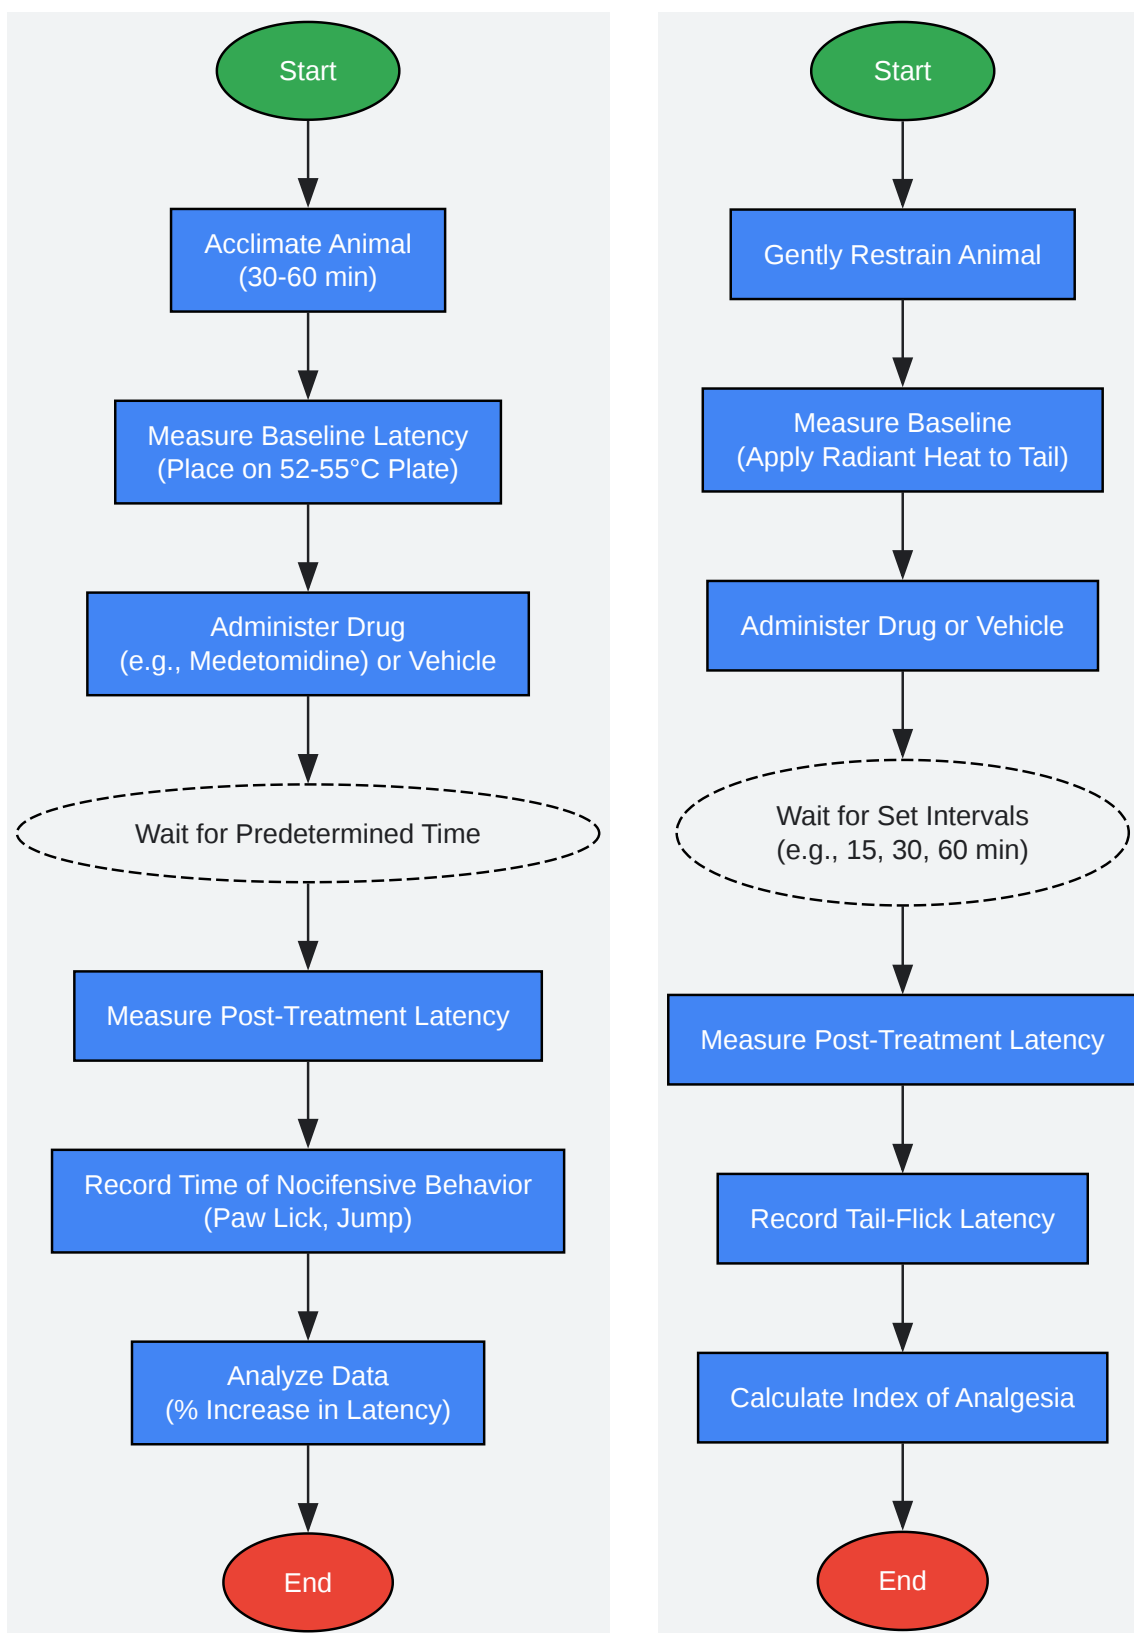 Start
Acclimate Animal
(30-60 min)
Measure Baseline Latency
(Place on 52-55°C Plate)
Administer Drug
(e.g., Medetomidine) or Vehicle
Wait for Predetermined Time
Measure Post-Treatment Latency
Record Time of Nocifensive Behavior
(Paw Lick, Jump)
Analyze Data
(% Increase in Latency)
End
Start
Gently Restrain Animal
Measure Baseline
(Apply Radiant Heat to Tail)
Administer Drug or Vehicle
Wait for Set Intervals
(e.g., 15, 30, 60 min)
Measure Post-Treatment Latency
Record Tail-Flick Latency
Calculate Index of Analgesia
End